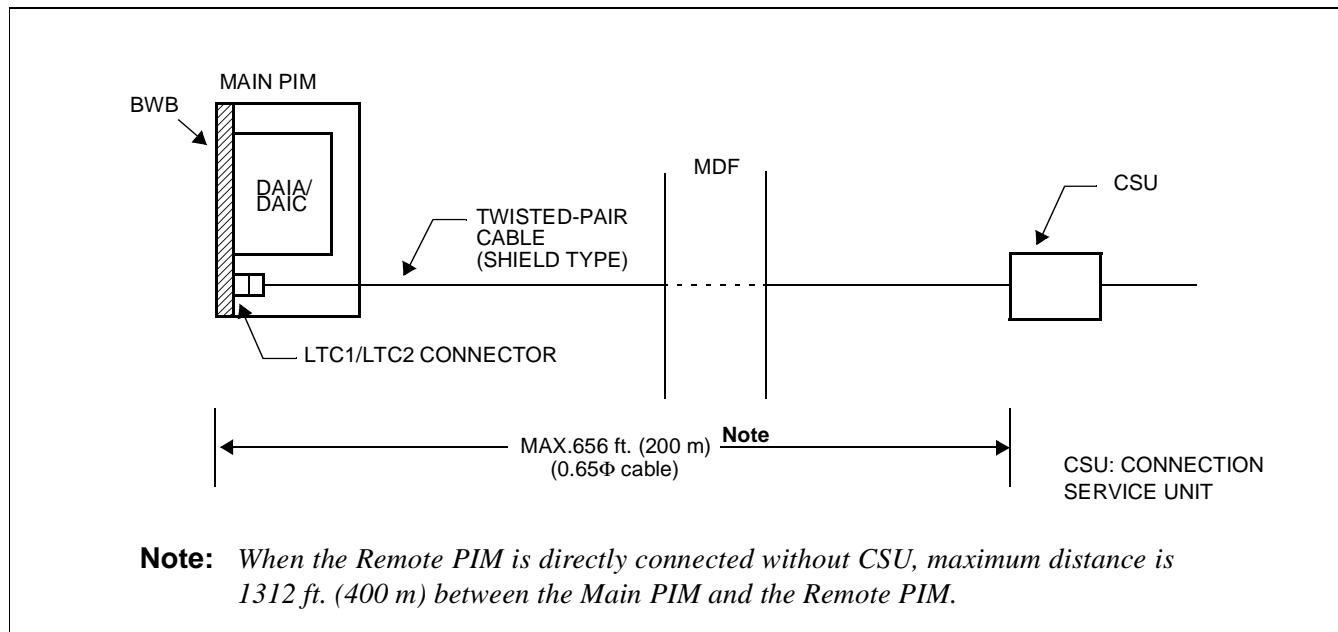 MAIN PIM
BWB
MDF
CSU
DAIA/
DAIC
TWISTED-PAIR
CABLE
(SHIELD TYPE)
LTC1/LTC2 CONNECTOR
MAX.656 ft. (200 m) Note
(0.65Φ cable)
CSU: CONNECTION
SERVICE UNIT
Note: When the Remote PIM is directly connected without CSU, maximum distance is
1312 ft. (400 m) between the Main PIM and the Remote PIM.